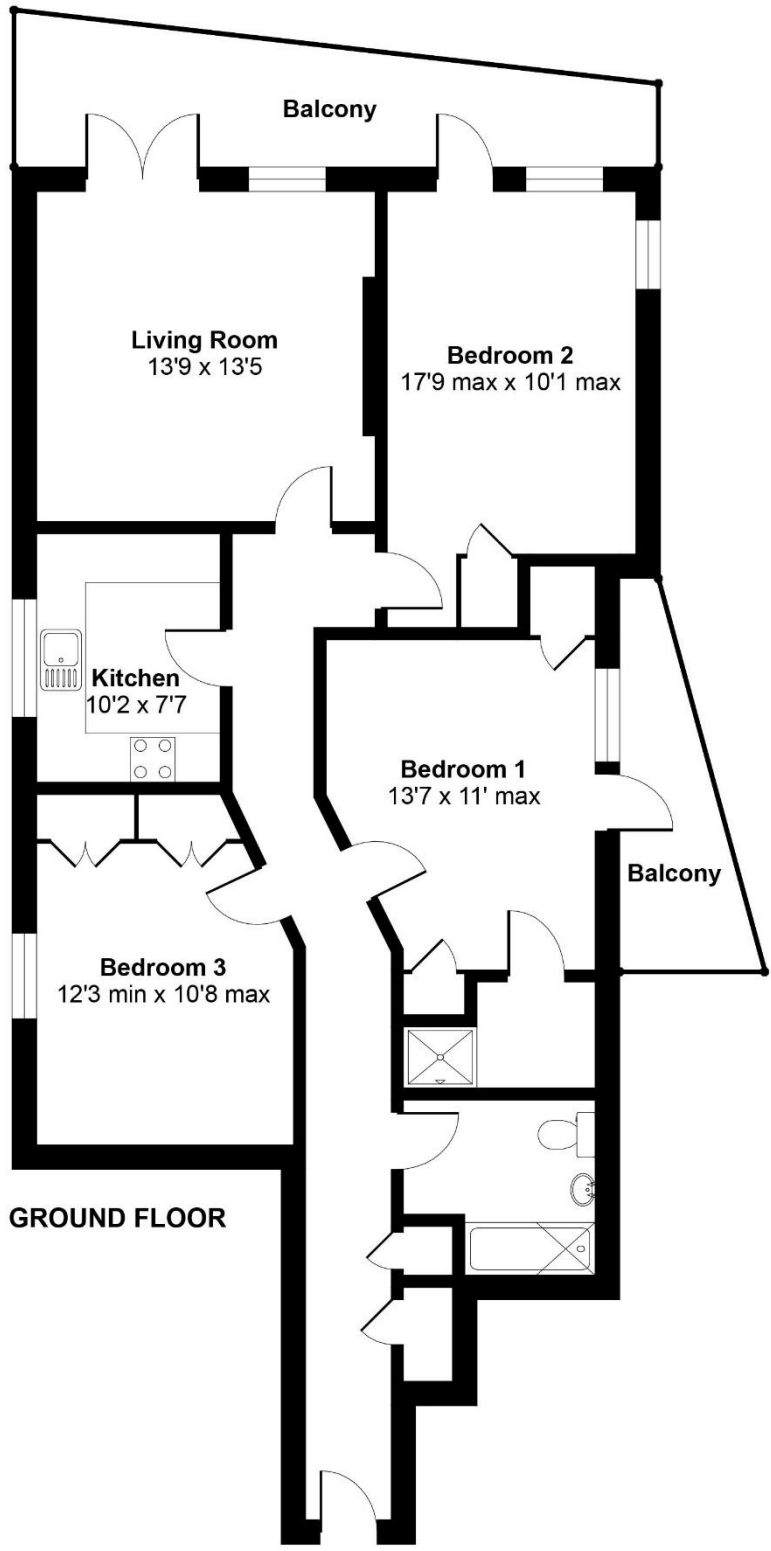 Balcony
Living Room
13'9 x 13'5
Bedroom 2
17'9 max x 10'1 max
Kitchen
10'2 x 7'7
Bedroom 1
13'7 x 11' max
Balcony
Bedroom 3
12'3 min x 10'8 max
GROUND FLOOR